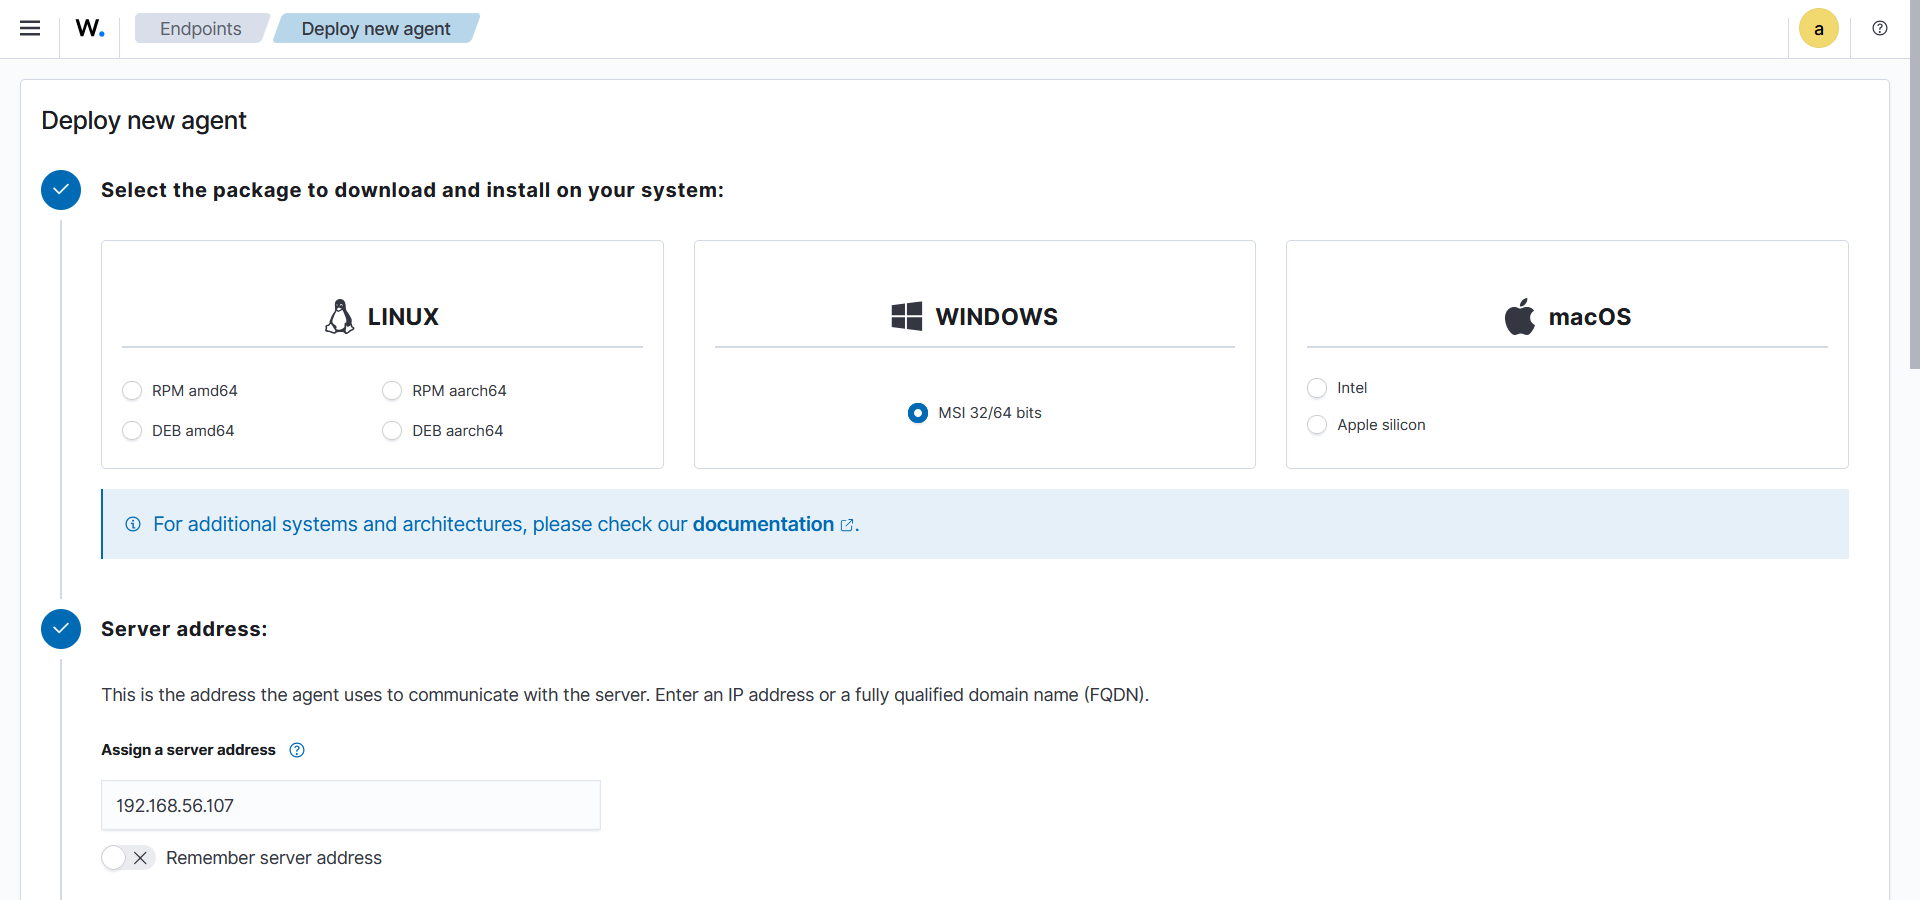 W. Endpoints Deploy new agent a
Deploy new agent
Select the package to download and install on your system:
LINUX
RPM amd64 RPM aarch64
DEB amd64 DEB aarch64
WINDOWS
MSI 32/64 bits
macOS
Intel
Apple silicon
For additional systems and architectures, please check our documentation.
Server address:
This is the address the agent uses to communicate with the server. Enter an IP address or a fully qualified domain name (FQDN).
Assign a server address
192.168.56.107
Remember server address